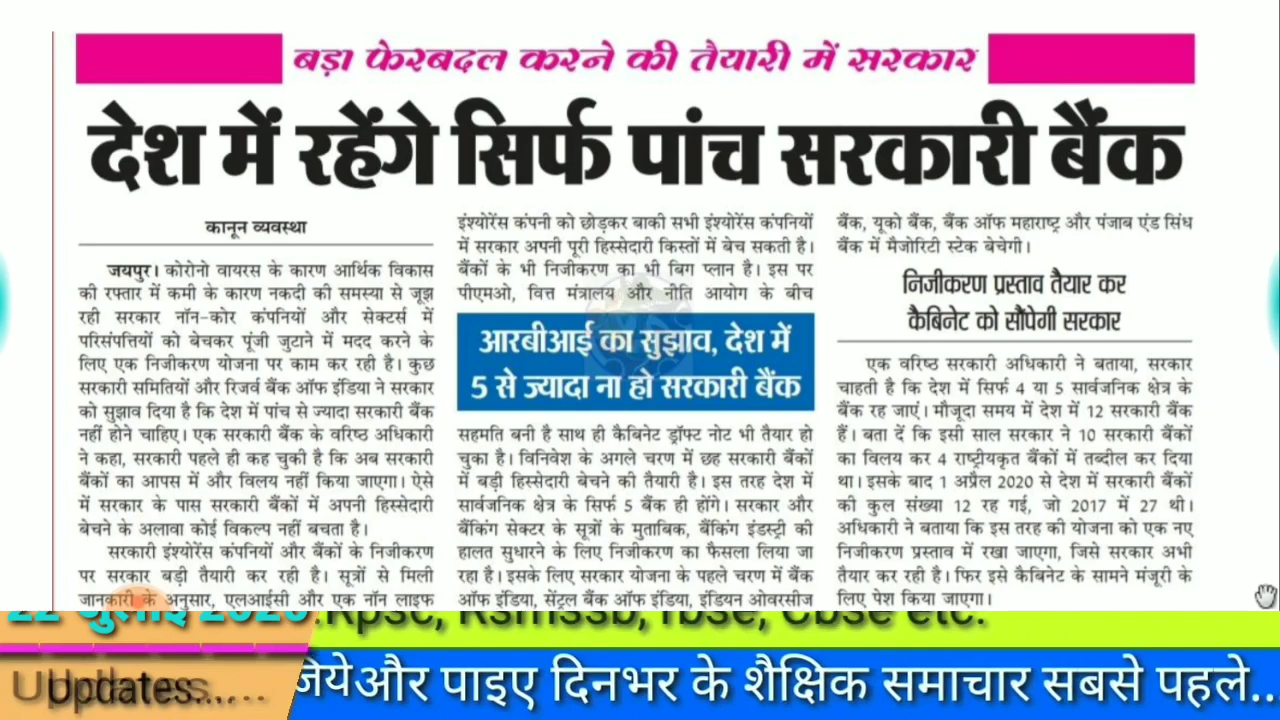 बड़ा फेरबदल करने की तैयारी में सरकार
देश में रहेंगे सिर्फ पांच सरकारी बैंक
कानून व्यवस्था
जयपुर। कोरोनो वायरस के कारण आर्थिक विकास
की रफ्तार में कमी के कारण नकदी की समस्या से जूझ
रही सरकार नॉन-कोर कंपनियों और सेक्टर्स में
परिसंपत्तियों को बेचकर पूंजी जुटाने में मदद करने के
लिए एक निजीकरण योजना पर काम कर रही है। कुछ
सरकारी समितियों और रिजर्व बैंक ऑफ इंडिया ने सरकार
को सुझाव दिया है कि देश में पांच से ज्यादा सरकारी बैंक
नहीं होने चाहिए। एक सरकारी बैंक के वरिष्ठ अधिकारी
ने कहा, सरकारी पहले ही कह चुकी है कि अब सरकारी
बैंकों का आपस में और विलय नहीं किया जाएगा। ऐसे
में सरकार के पास सरकारी बैंकों में अपनी हिस्सेदारी
बेचने के अलावा कोई विकल्प नहीं बचता है।
सरकारी इंश्योरेंस कंपनियों और बैंकों के निजीकरण
पर सरकार बड़ी तैयारी कर रही है। सूत्रों से मिली
जानकारी के अनुसार, एलआईसी और एक नॉन लाइफ
इंश्योरेंस कंपनी को छोड़कर बाकी सभी इंश्योरेंस कंपनियों
में सरकार अपनी पूरी हिस्सेदारी किस्तों में बेच सकती है।
बैंकों के भी निजीकरण का भी बिग प्लान है। इस पर
पीएमओ, वित्त मंत्रालय और नीति आयोग के बीच
आरबीआई का सुझाव, देश में
5 से ज्यादा ना हो सरकारी बैंक
सहमति बनी है साथ ही कैबिनेट ड्रॉफ्ट नोट भी तैयार हो
चुका है। विनिवेश के अगले चरण में छह सरकारी बैंकों
में बड़ी हिस्सेदारी बेचने की तैयारी है। इस तरह देश में
सार्वजनिक क्षेत्र के सिर्फ 5 बैंक ही होंगे। सरकार और
बैंकिंग सेक्टर के सूत्रों के मुताबिक, बैंकिंग इंडस्ट्री की
हालत सुधारने के लिए निजीकरण का फैसला लिया जा
रहा है। इसके लिए सरकार योजना के पहले चरण में बैंक
ऑफ इंडिया, सेंट्रल बैंक ऑफ इंडिया, इंडियन ओवरसीज
बैंक, यूको बैंक, बैंक ऑफ महाराष्ट्र और पंजाब एंड सिंध
बैंक में मैजोरिटी स्टेक बेचेगी।
निजीकरण प्रस्ताव तैयार कर
कैबिनेट को सौंपेगी सरकार
एक वरिष्ठ सरकारी अधिकारी ने बताया, सरकार
चाहती है कि देश में सिर्फ 4 या 5 सार्वजनिक क्षेत्र के
बैंक रह जाएं। मौजूदा समय में देश में 12 सरकारी बैंक
हैं। बता दें कि इसी साल सरकार ने 10 सरकारी बैंकों
का विलय कर 4 राष्ट्रीयकृत बैंकों में तब्दील कर दिया
था। इसके बाद 1 अप्रैल 2020 से देश में सरकारी बैंकों
की कुल संख्या 12 रह गई, जो 2017 में 27 थी।
अधिकारी ने बताया कि इस तरह की योजना को एक नए
निजीकरण प्रस्ताव में रखा जाएगा, जिसे सरकार अभी
तैयार कर रही है। फिर इसे कैबिनेट के सामने मंजूरी के
लिए पेश किया जाएगा।
22 जुलाई 2020
Rpsc, Rsmssb, rbse, Cbse etc.
Updates....
और पाइए दिनभर के शैक्षिक समाचार सबसे पहले..